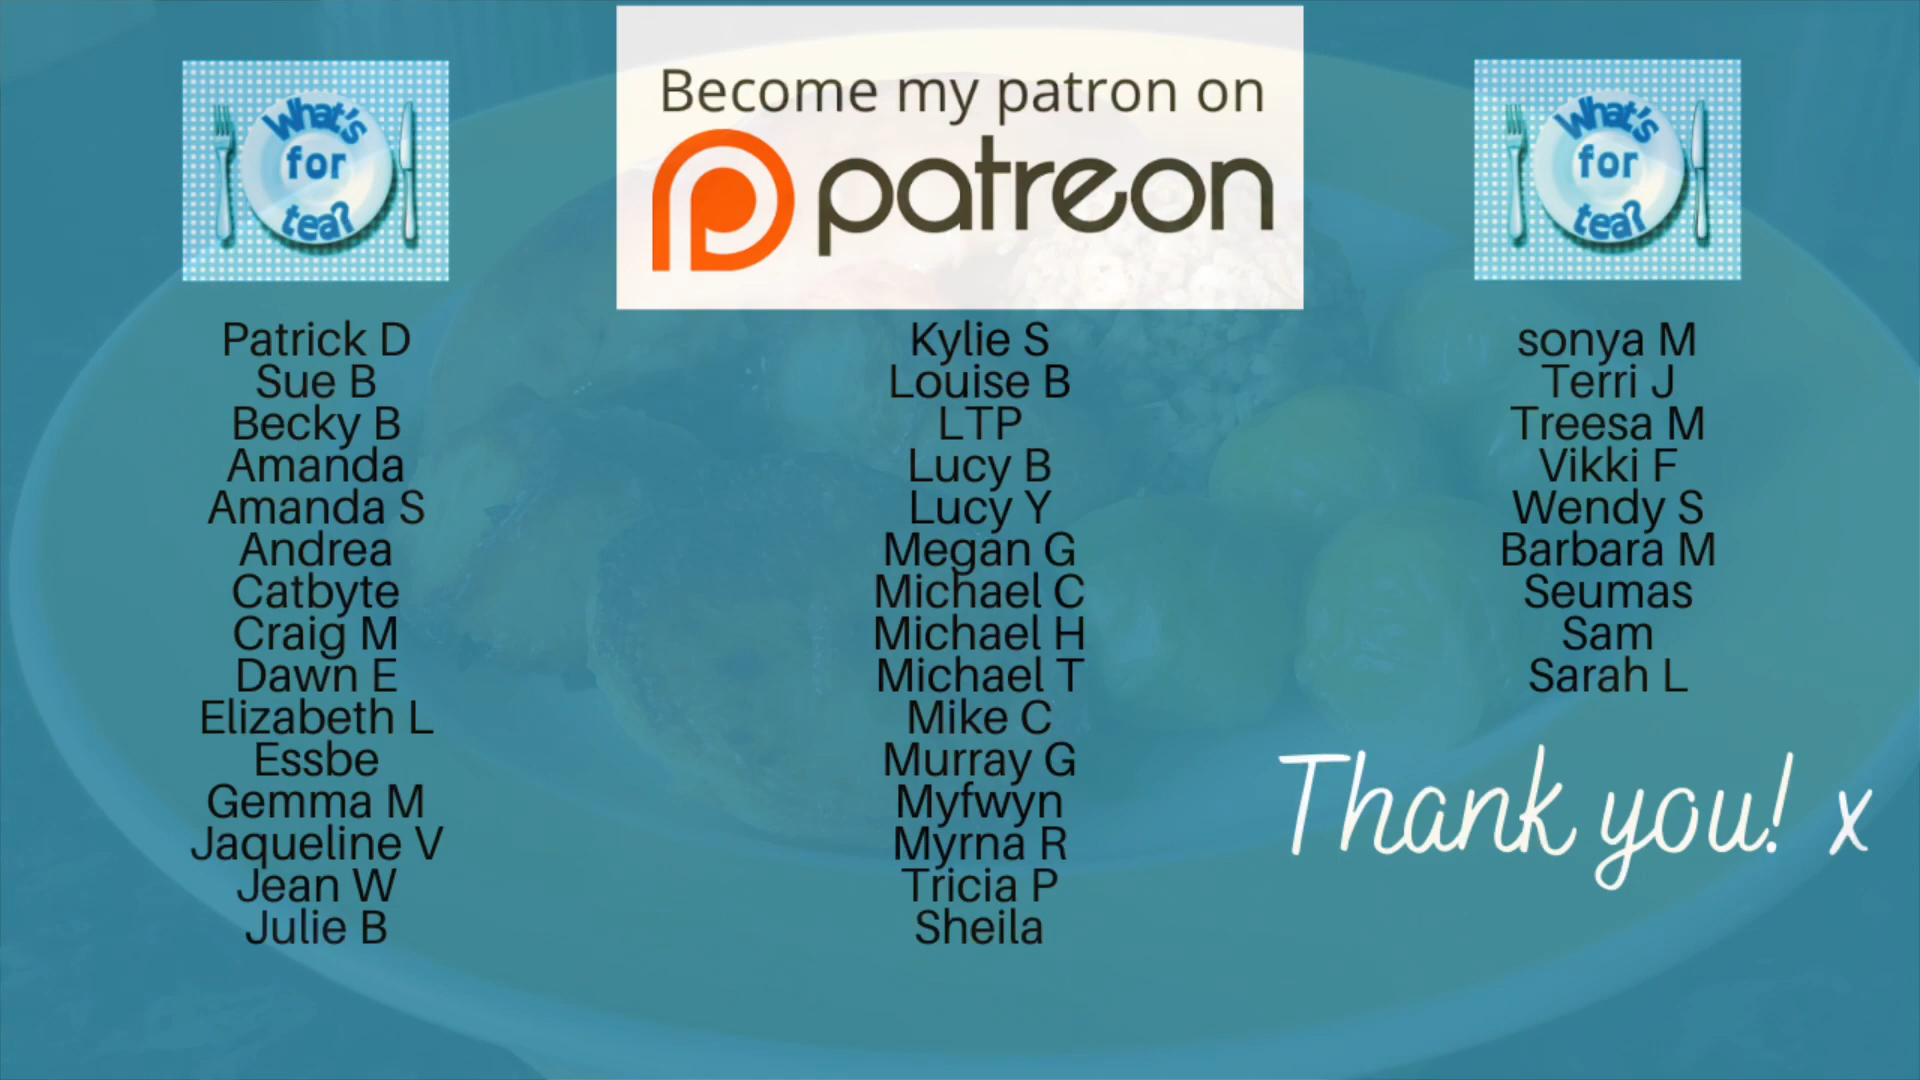 What's
for
tea?
Become my patron on
patreon
What's
for
tea?
Patrick D
Sue B
Becky B
Amanda
Amanda S
Andrea
Catbyte
Craig M
Dawn E
Elizabeth L
Essbe
Gemma M
Jaqueline V
Jean W
Julie B
Kylie S
Louise B
LTP
Lucy B
Lucy Y
Megan G
Michael C
Michael H
Michael T
Mike C
Murray G
Myfwyn
Myrna R
Tricia P
Sheila
sonya M
Terri J
Treesa M
Vikki F
Wendy S
Barbara M
Seumas
Sam
Sarah L
Thank you! x